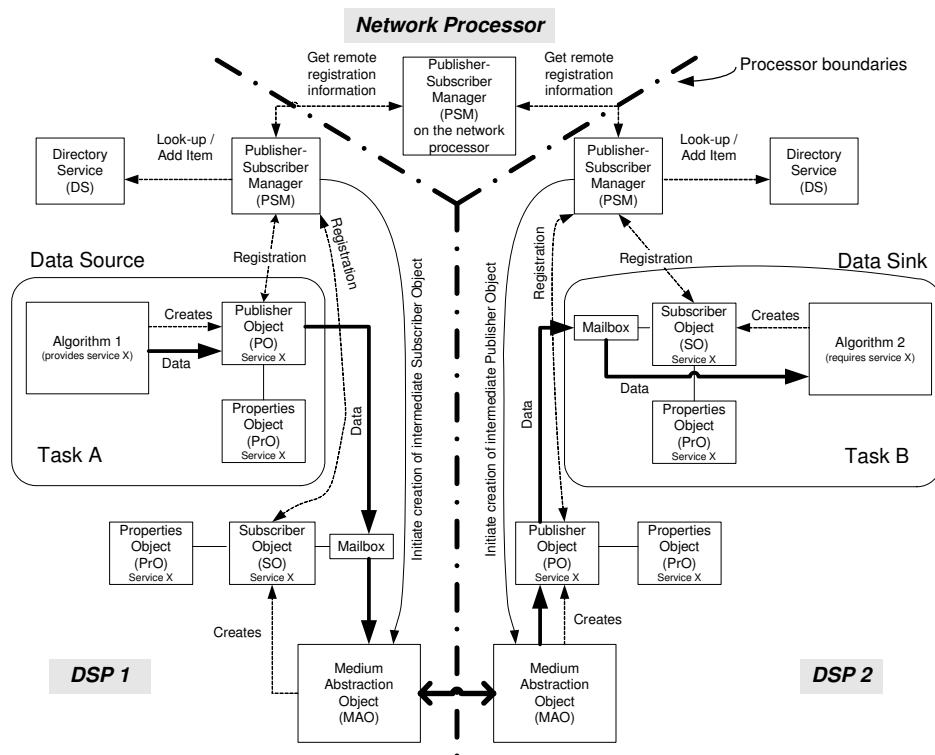 Network Processor
Get remote
registration
information
Publisher-
Subscriber
Manager
(PSM)
on the network
processor
Get remote
registration
information
Processor boundaries
Directory
Service
(DS)
Look-up /
Add Item
Publisher-
Subscriber
Manager
(PSM)
Publisher-
Subscriber
Manager
(PSM)
Look-up /
Add Item
Directory
Service
(DS)
Registration
Registration
Registration
Registration
Data Source
Data Sink
Algorithm 1
(provides service X)
Creates
Data
Publisher
Object
(PO)
Service X
Properties
Object
(PrO)
Service X
Task A
Data
Initiate creation of intermediate Subscriber Object
Initiate creation of intermediate Publisher Object
Data
Mailbox
Subscriber
Object
(SO)
Service X
Creates
Algorithm 2
(requires service X)
Data
Properties
Object
(PrO)
Service X
Task B
Properties
Object
(PrO)
Service X
Subscriber
Object
(SO)
Service X
Mailbox
Publisher
Object
(PO)
Service X
Properties
Object
(PrO)
Service X
Creates
Creates
DSP 1
Medium
Abstraction
Object
(MAO)
Medium
Abstraction
Object
(MAO)
DSP 2